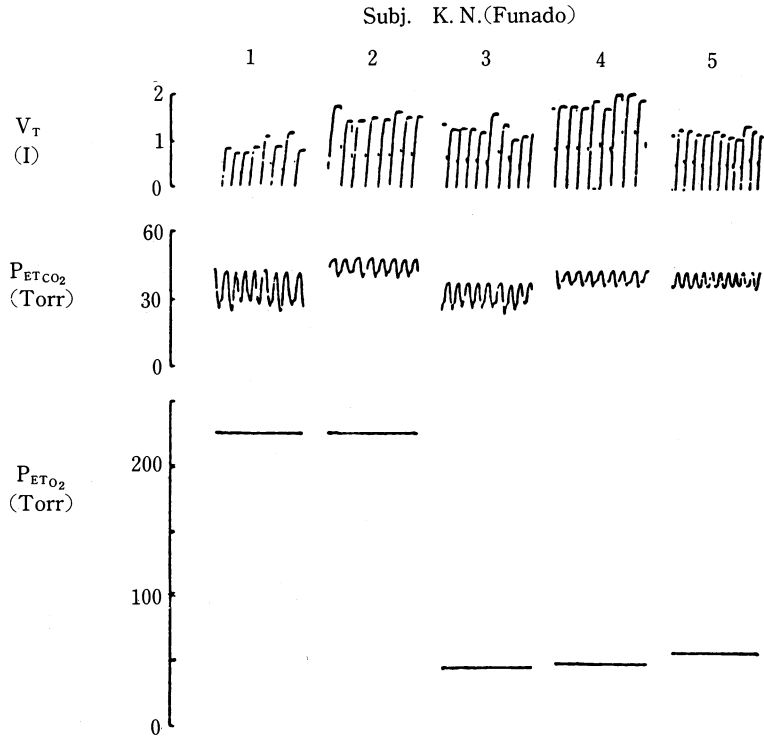 Subj. K. N.(Funado)
1 2 3 4 5
2
V_T
(I)
1
0
60
P_ETCO₂
(Torr)
30
0
200
P_ETO₂
(Torr)
100
0